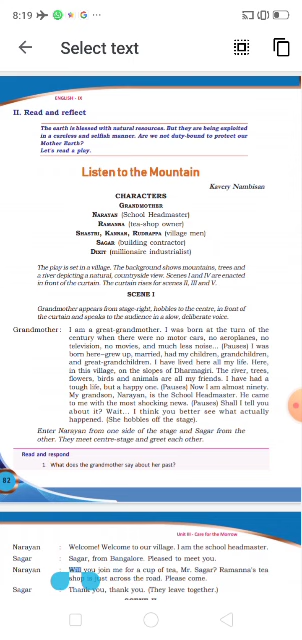 8:19
Select text
ENGLISH - IX
II. Read and reflect
The earth is blessed with natural resources. But they are being exploited
in a careless and selfish manner. Are we not duty-bound to protect our
Mother Earth?
Let's read a play.
Listen to the Mountain
Kavery Nambisan
CHARACTERS
GRANDMOTHER
NARAYAN (School Headmaster)
RAMANNA (tea-shop owner)
SHASTRI, KANNAN, RUDRAPPA (village men)
SAGAR (building contractor)
DIXIT (millionaire industrialist)
The play is set in a village. The background shows mountains, trees and
a river depicting a natural, countryside view. Scenes I and IV are enacted
in front of the curtain. The curtain rises for scenes II, III and V.
SCENE I
Grandmother appears from stage-right, hobbles to the centre, in front of
the curtain and speaks to the audience in a slow, deliberate voice.
Grandmother: I am a great-grandmother. I was born at the turn of the
century when there were no motor cars, no aeroplanes, no
television, no movies, and much less noise... (Pauses) I was
born here—grew up, married, had my children, grandchildren,
and great-grandchildren. I have lived here all my life. Here,
in this village, on the slopes of Dharmagiri. The river, trees,
flowers, birds and animals are all my friends. I have had a
tough life, but a happy one. (Pauses) Now I am almost ninety.
My grandson, Narayan, is the School Headmaster. He came
to me with the most shocking news. (Pauses) Shall I tell you
about it? Wait... I think you better see what actually
happened. (She hobbles off the stage).
Enter Narayan from one side of the stage and Sagar from the
other. They meet centre-stage and greet each other.
Read and respond
1 What does the grandmother say about her past?
82
Unit III - Care for the Morrow
Narayan : Welcome! Welcome to our village. I am the school headmaster.
Sagar : Sagar, from Bangalore. Pleased to meet you.
Narayan : Will you join me for a cup of tea, Mr. Sagar? Ramanna's tea
shop is just across the road. Please come.
Sagar : Thank you, thank you. (They leave together.)